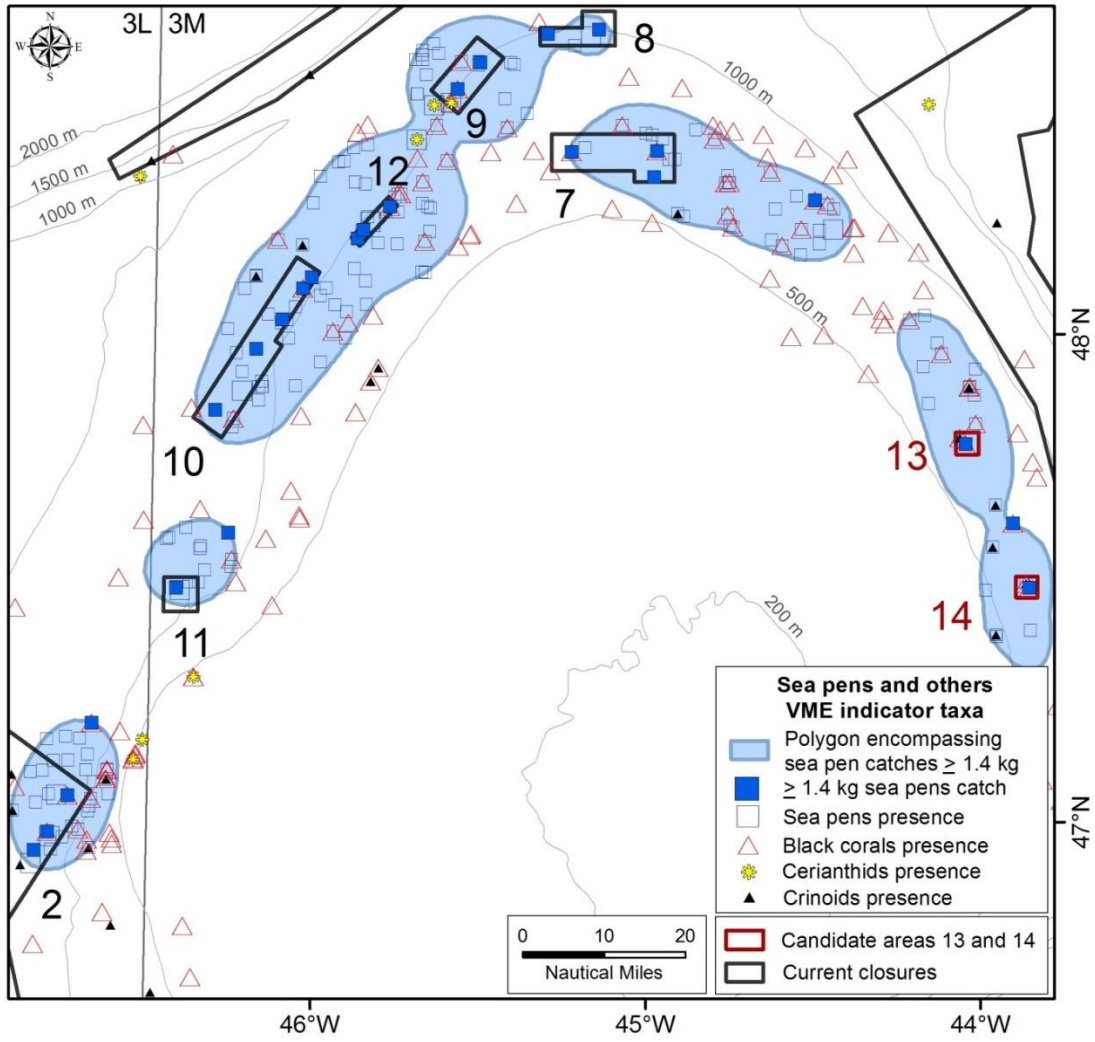 3L 3M
N
W E
S
8
1000 m
2000 m
1500 m
1000 m
9
12
7
500 m
48°N
10
13
14
11
200 m
2
47°N
Sea pens and others
VME indicator taxa
Polygon encompassing
sea pen catches ≥ 1.4 kg
≥ 1.4 kg sea pens catch
Sea pens presence
Black corals presence
Cerianthids presence
Crinoids presence
Candidate areas 13 and 14
Current closures
0 10 20
Nautical Miles
46°W 45°W 44°W